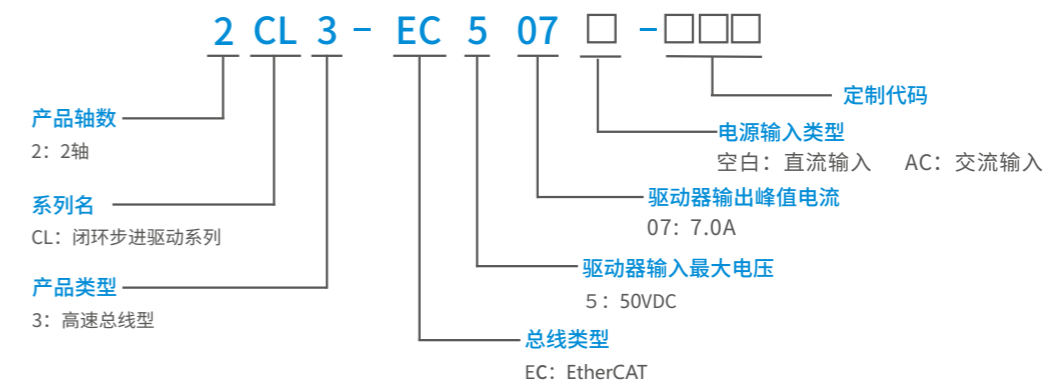 2 CL 3 - EC 5 07 □ - □□□
产品轴数
2：2轴
系列名
CL：闭环步进驱动系列
产品类型
3：高速总线型
定制代码
电源输入类型
空白：直流输入 AC：交流输入
驱动器输出峰值电流
07：7.0A
驱动器输入最大电压
5：50VDC
总线类型
EC：EtherCAT